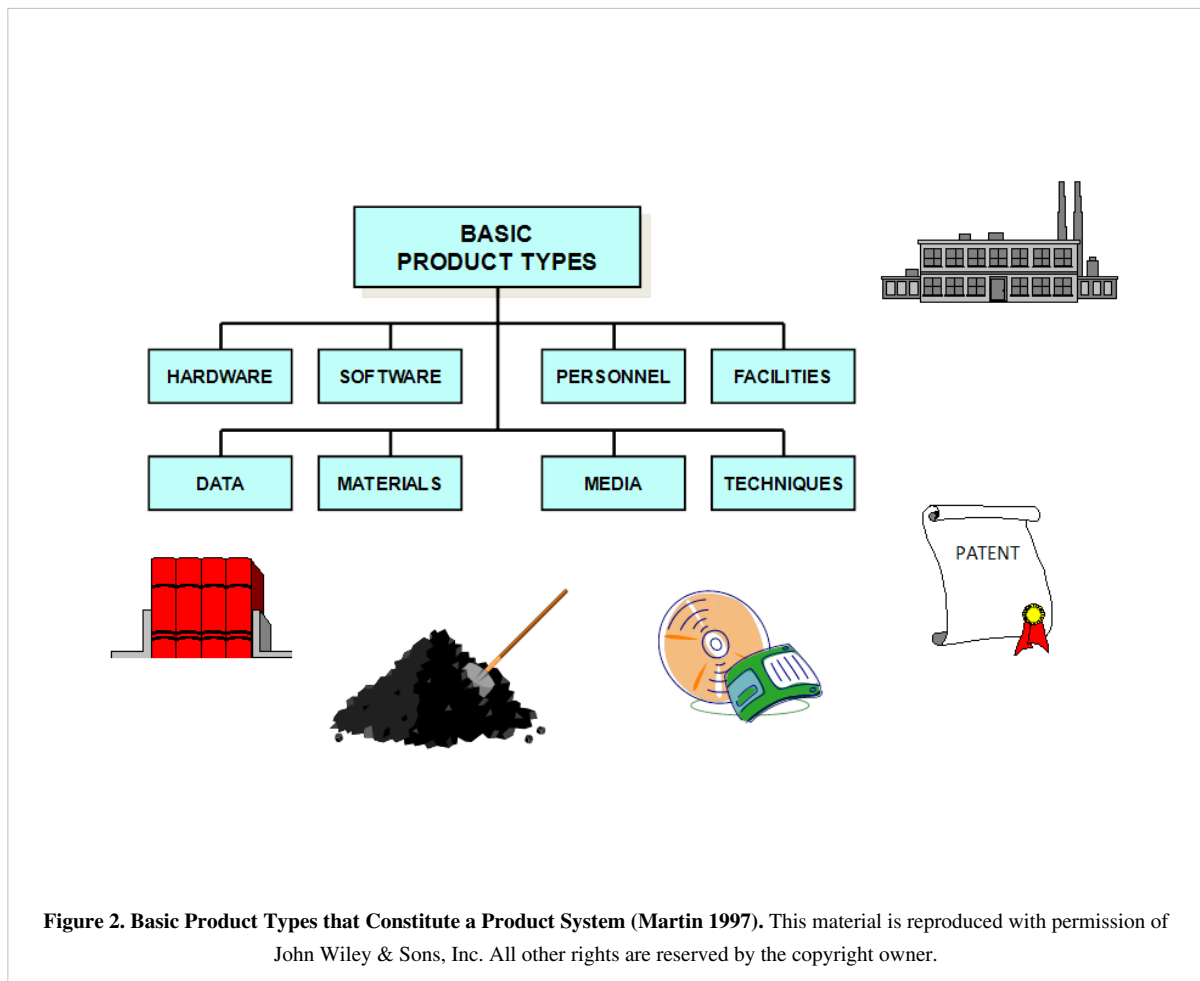 BASIC
PRODUCT TYPES
HARDWARE
SOFTWARE
PERSONNEL
FACILITIES
DATA
MATERIALS
MEDIA
TECHNIQUES
PATENT
Figure 2. Basic Product Types that Constitute a Product System (Martin 1997). This material is reproduced with permission of
John Wiley & Sons, Inc. All other rights are reserved by the copyright owner.